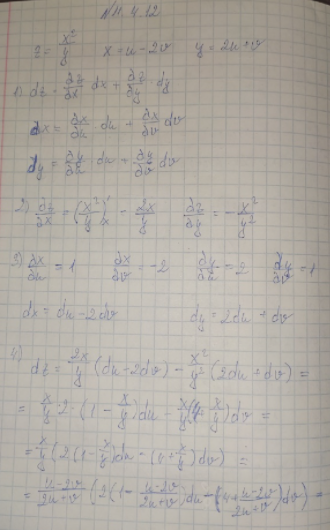 №11.4.12
z = x²/y   x = u - 2v   y = 2u + v
1) dz = ∂z/∂x dx + ∂z/∂y dy
dx = ∂x/∂u du + ∂x/∂v dv
dy = ∂y/∂u du + ∂y/∂v dv
2) ∂z/∂x = (x²/y)'x = 2x/y   ∂z/∂y = - x²/y²
3) ∂x/∂u = 1   ∂x/∂v = -2   ∂y/∂u = 2   ∂y/∂v = 1
dx = du - 2dv   dy = 2du + dv
4) dz = 2x/y (du - 2dv) - x²/y² (2du + dv) =
= x/y · 2 · (1 - x/y) du - x/y (4 + x/y) dv =
= x/y (2(1 - x/y) du - (4 + x/y) dv) =
= (u-2v)/(2u+v) (2(1 - (u-2v)/(2u+v)) du - (4 + (u-2v)/(2u+v)) dv) =